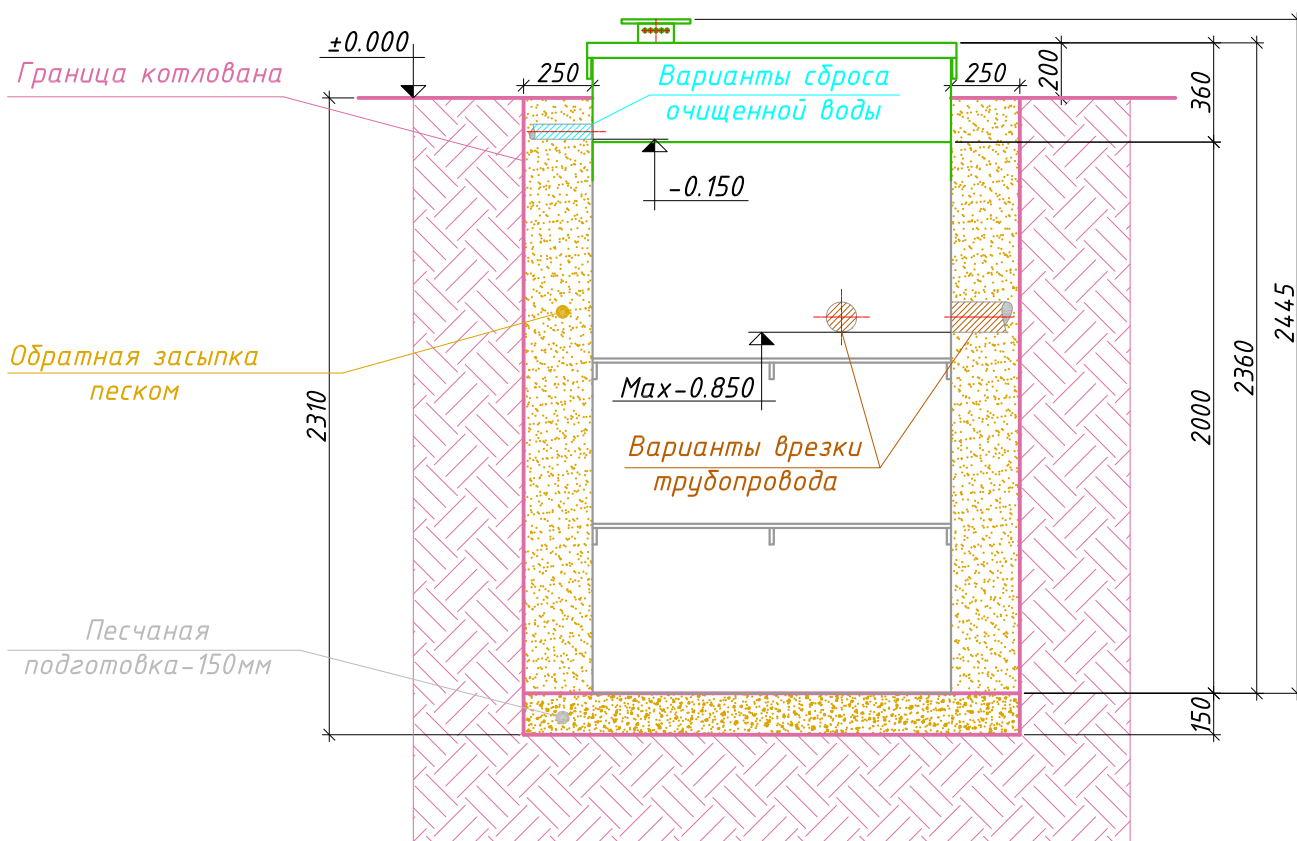 ±0.000
Граница котлована
250
Варианты сброса
очищенной воды
250
200
360
-0.150
2445
2360
Обратная засыпка
песком
2310
Max-0.850
2000
Варианты врезки
трубопровода
Песчаная
подготовка-150мм
150